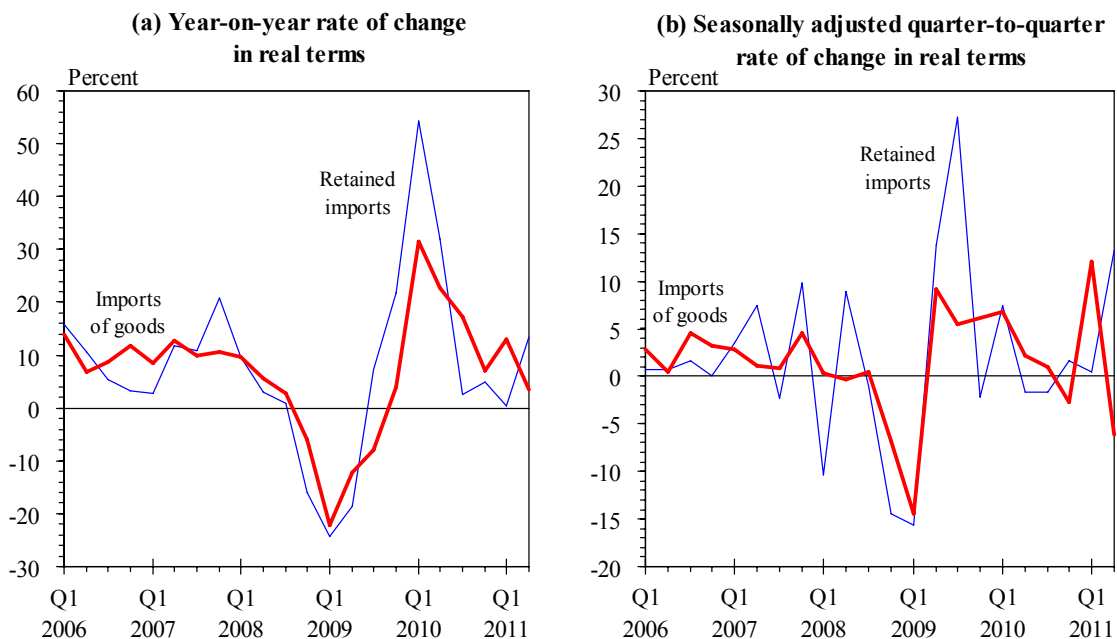 (a) Year-on-year rate of change
in real terms
Percent
60
50
40
30
20
10
0
-10
-20
-30
Retained
imports
Imports
of goods
Q1 Q1 Q1 Q1 Q1 Q1
2006 2007 2008 2009 2010 2011
(b) Seasonally adjusted quarter-to-quarter
rate of change in real terms
Percent
30
25
20
15
10
5
0
-5
-10
-15
-20
Retained
imports
Imports
of goods
Q1 Q1 Q1 Q1 Q1 Q1
2006 2007 2008 2009 2010 2011